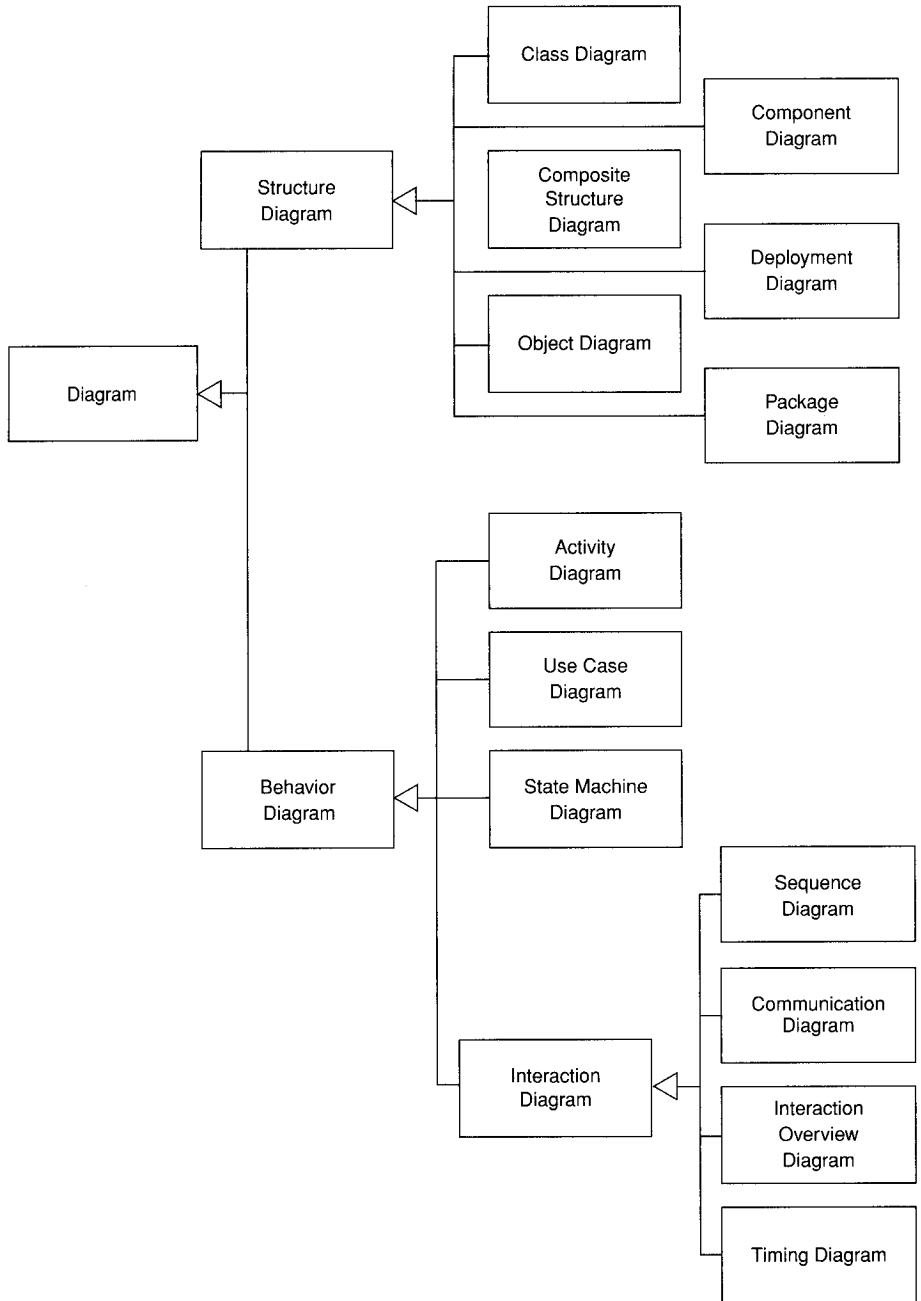 Class Diagram
Component
Diagram
Composite
Structure
Diagram
Structure
Diagram
Deployment
Diagram
Object Diagram
Diagram
Package
Diagram
Activity
Diagram
Use Case
Diagram
Behavior
Diagram
State Machine
Diagram
Sequence
Diagram
Communication
Diagram
Interaction
Diagram
Interaction
Overview
Diagram
Timing Diagram